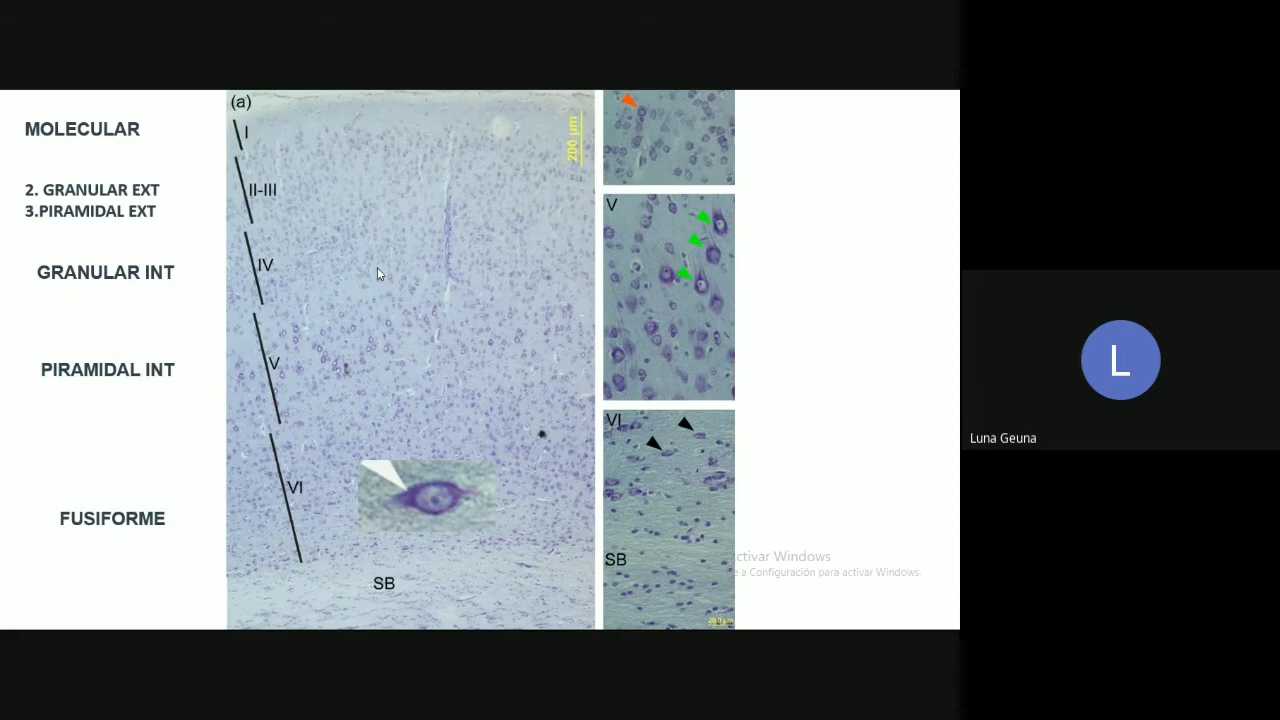 MOLECULAR
2. GRANULAR EXT
3.PIRAMIDAL EXT
GRANULAR INT
PIRAMIDAL INT
FUSIFORME
(a)
I
II-III
IV
V
VI
SB
200 µm
V
VI
SB
ctivar Windows
e a Configuración para activar Windows.
L
Luna Geuna